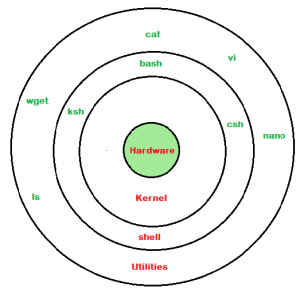 cat
vi
bash
wget
ksh
csh
nano
Hardware
ls
Kernel
shell
Utilities